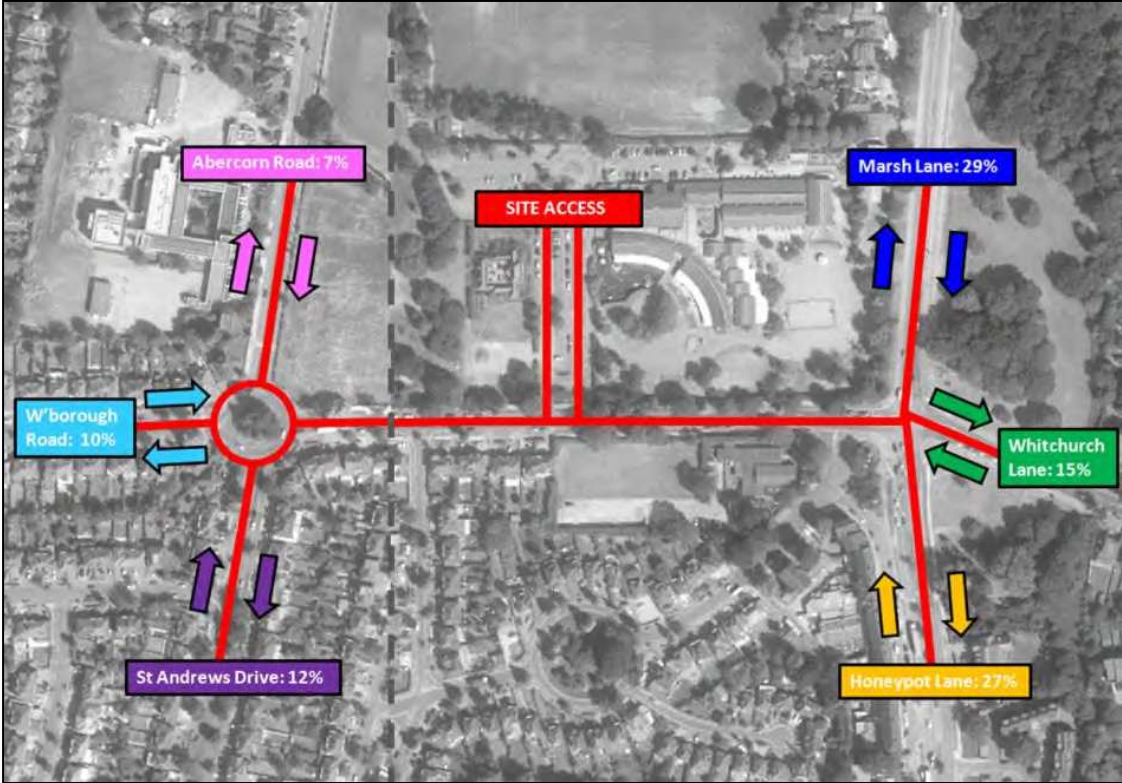 Abercorn Road: 7%
Marsh Lane: 29%
SITE ACCESS
W'borough
Road: 10%
Whitchurch
Lane: 15%
St Andrews Drive: 12%
Honeypot Lane: 27%